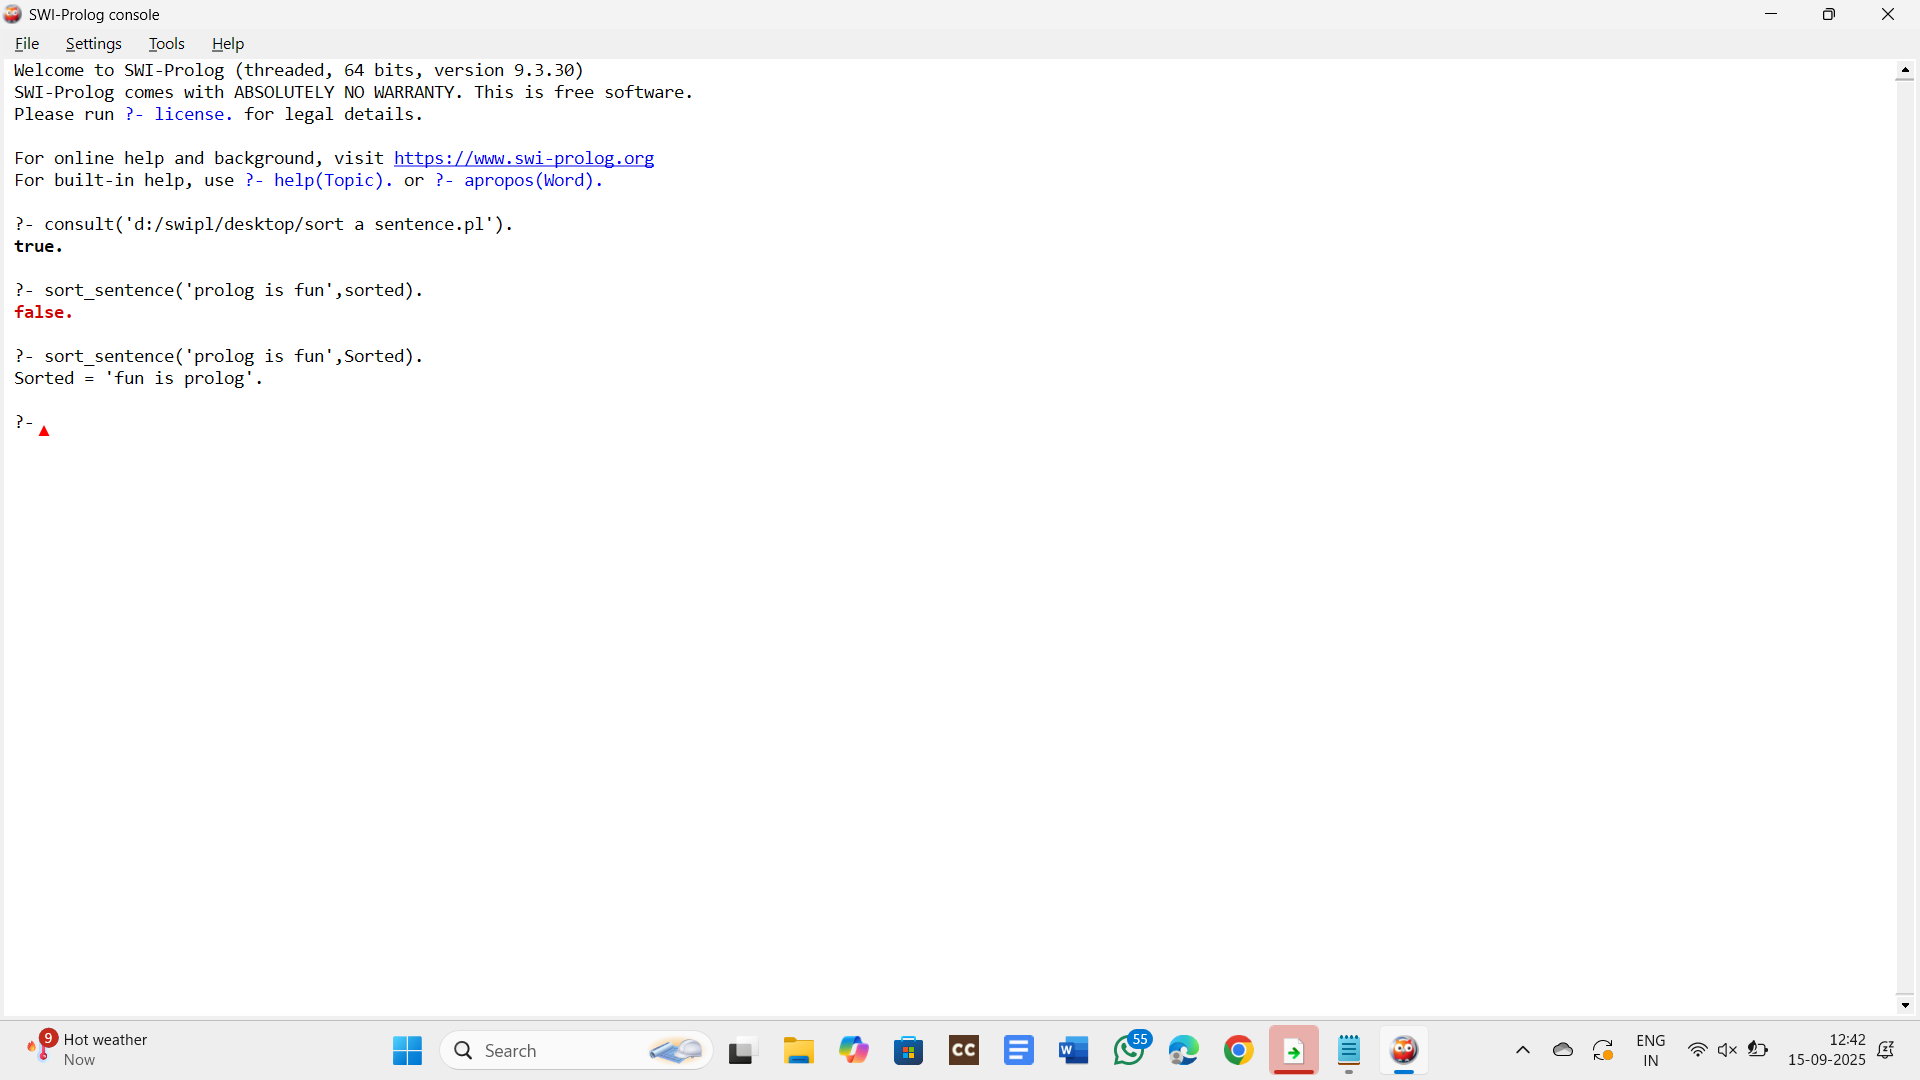 SWI-Prolog console
File Settings Tools Help
Welcome to SWI-Prolog (threaded, 64 bits, version 9.3.30)
SWI-Prolog comes with ABSOLUTELY NO WARRANTY. This is free software.
Please run ?- license. for legal details.
For online help and background, visit https://www.swi-prolog.org
For built-in help, use ?- help(Topic). or ?- apropos(Word).
?- consult('d:/swipl/desktop/sort a sentence.pl').
true.
?- sort_sentence('prolog is fun',sorted).
false.
?- sort_sentence('prolog is fun',Sorted).
Sorted = 'fun is prolog'.
?-
9 Hot weather
Now
Search
CC
W
55
ENG
IN
12:42
15-09-2025